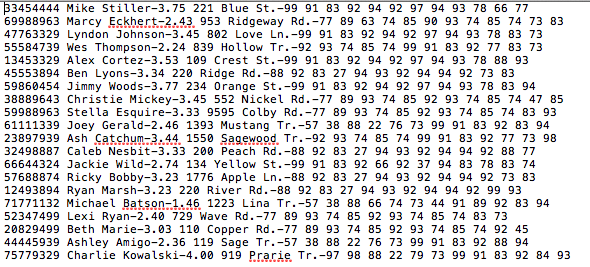 33454444 Mike Stiller-3.75 221 Blue St.-99 91 83 92 94 92 97 94 93 78 66 77
69988963 Marcy Eckhert-2.43 953 Ridgeway Rd.-77 89 63 74 85 90 93 74 85 74 73 83
47763329 Lyndon Johnson-3.45 802 Love Ln.-99 91 83 92 94 92 97 94 93 78 83 73
55584739 Wes Thompson-2.24 839 Hollow Tr.-92 93 74 85 74 99 91 83 92 77 83 73
13453329 Alex Cortez-3.53 109 Crest St.-99 91 83 92 94 92 97 94 93 78 88 93
45553894 Ben Lyons-3.34 220 Ridge Rd.-88 92 83 27 94 93 92 94 94 92 73 83
59860454 Jimmy Woods-3.77 234 Orange St.-99 91 83 92 94 92 97 94 93 78 83 94
38889643 Christie Mickey-3.45 552 Nickel Rd.-77 89 93 74 85 92 93 74 85 74 47 85
59988963 Stella Esquire-3.33 9595 Colby Rd.-77 89 93 74 85 92 93 74 85 74 73 93
61111339 Joey Gerald-2.46 1393 Mustang Tr.-57 38 88 22 76 73 99 91 83 92 83 94
23897939 Ash Catchum-3.44 1550 Sagewood Tr.-92 93 74 85 74 99 91 83 92 77 73 98
32498887 Caleb Nesbit-3.33 200 Peach Rd.-88 92 83 27 94 93 92 94 94 92 88 77
66644324 Jackie Wild-2.74 134 Yellow St.-99 91 83 92 66 92 37 94 83 78 83 74
57688874 Ricky Bobby-3.23 1776 Apple Ln.-88 92 83 27 94 93 92 94 94 92 73 83
12493894 Ryan Marsh-3.23 220 River Rd.-88 92 83 27 94 93 92 94 94 92 99 93
71771132 Michael Batson-1.46 1223 Lina Tr.-57 38 88 66 74 73 44 91 89 92 83 94
52347499 Lexi Ryan-2.40 729 Wave Rd.-77 89 93 74 85 92 93 74 85 74 83 73
20829499 Beth Marie-3.03 110 Copper Rd.-77 89 93 74 85 92 93 74 85 74 92 45
44445939 Ashley Amigo-2.36 119 Sage Tr.-57 38 88 22 76 73 99 91 83 92 88 94
75779329 Charlie Kowalski-4.00 919 Prarie Tr.-97 98 88 22 79 73 99 91 83 92 84 93